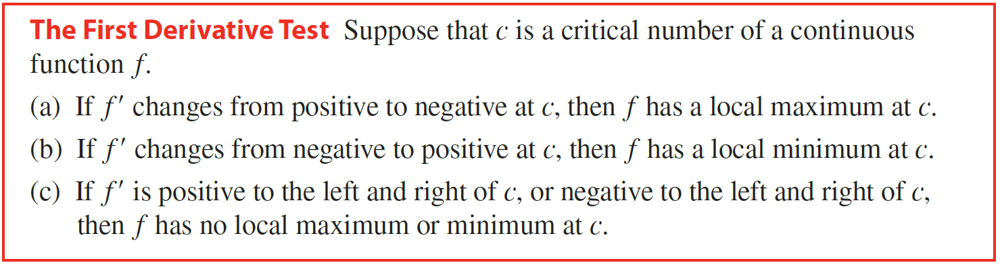 The First Derivative Test Suppose that c is a critical number of a continuous
function f.
(a) If f′ changes from positive to negative at c, then f has a local maximum at c.
(b) If f′ changes from negative to positive at c, then f has a local minimum at c.
(c) If f′ is positive to the left and right of c, or negative to the left and right of c,
then f has no local maximum or minimum at c.